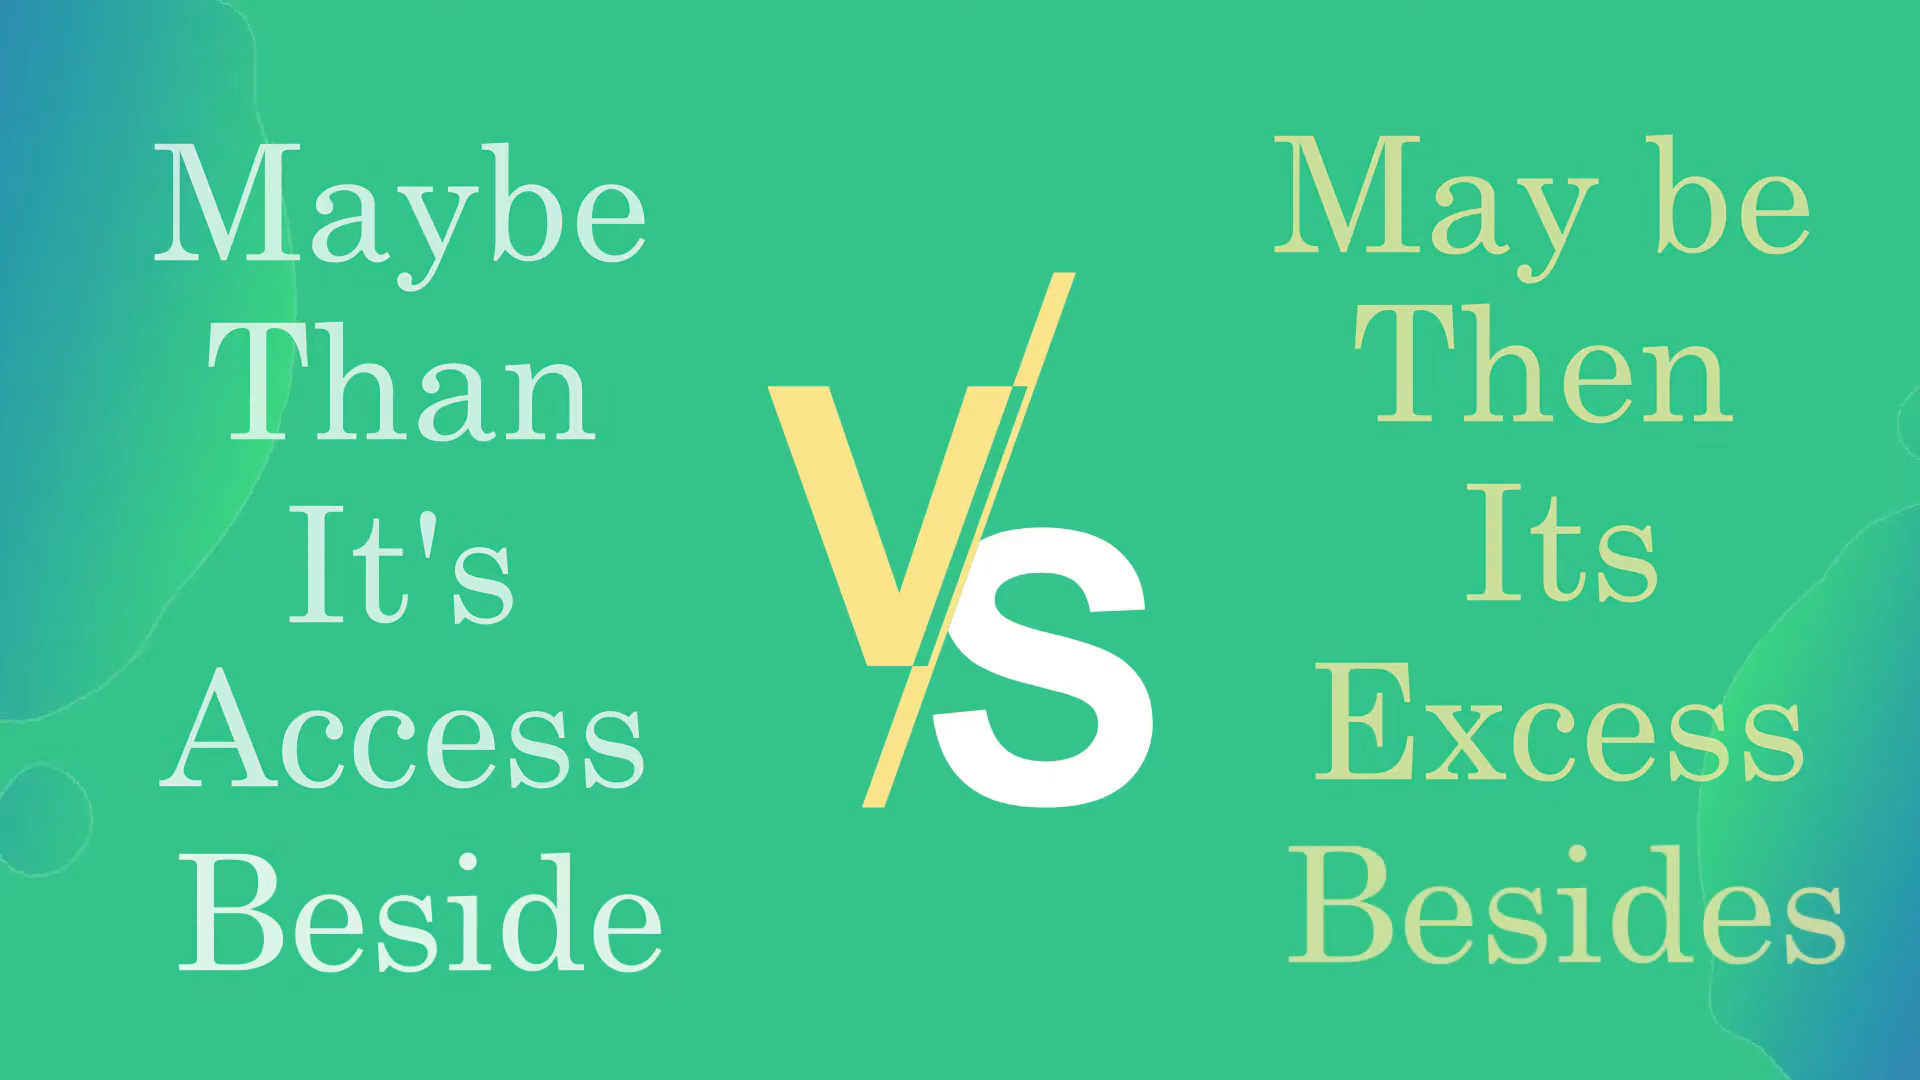 Maybe
Than
It's
Access
Beside
VS
May be
Then
Its
Excess
Besides